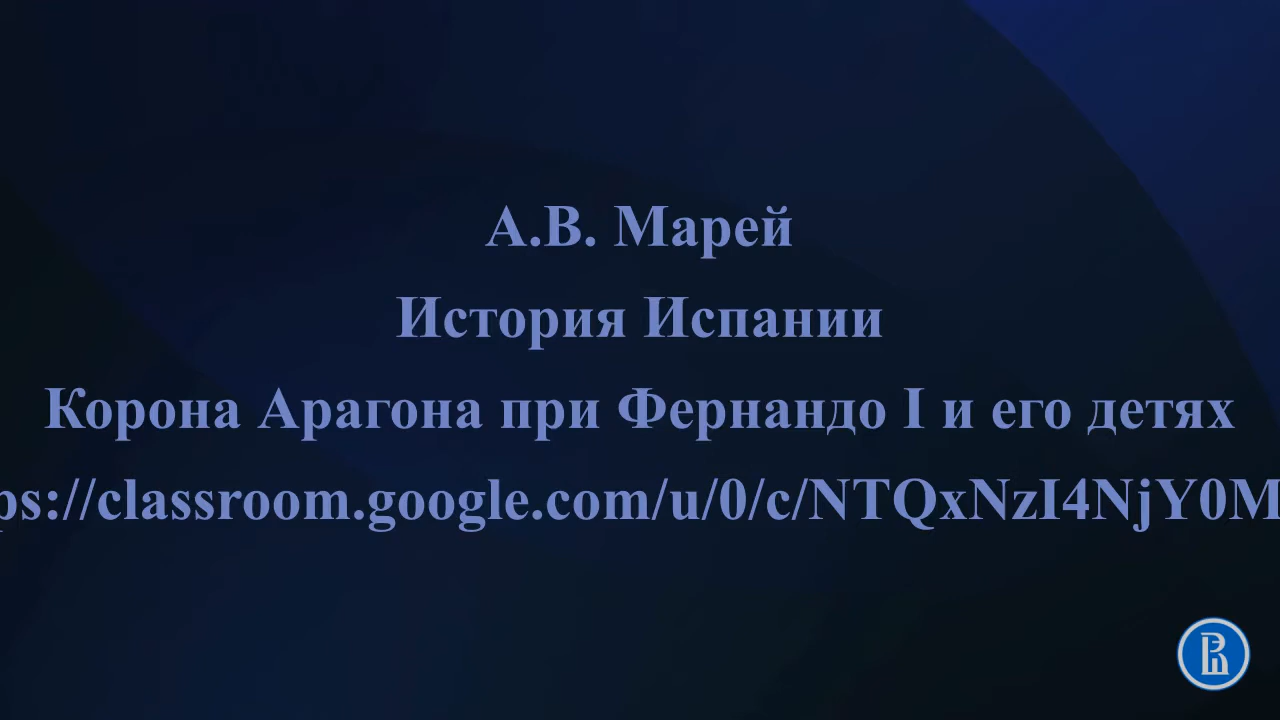 А.В. Марей
История Испании
Корона Арагона при Фернандо I и его детях
ps://classroom.google.com/u/0/c/NTQxNzI4NjY0M